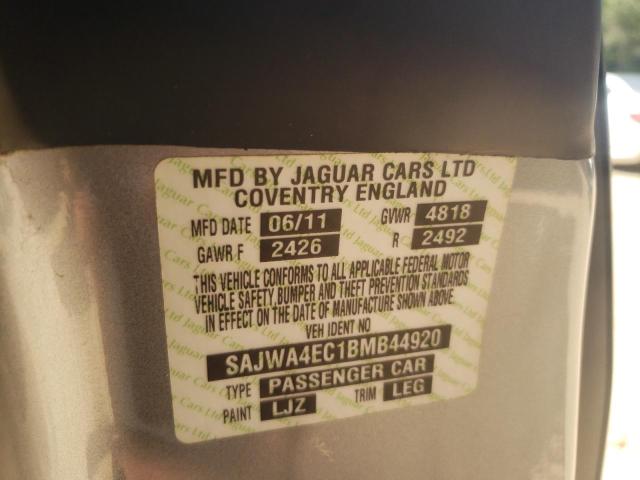 MFD BY JAGUAR CARS LTD
COVENTRY ENGLAND
MFD DATE 06/11 GVWR 4818
GAWR F 2426 R 2492
THIS VEHICLE CONFORMS TO ALL APPLICABLE FEDERAL MOTOR
VEHICLE SAFETY, BUMPER AND THEFT PREVENTION STANDARDS
IN EFFECT ON THE DATE OF MANUFACTURE SHOWN ABOVE.
VEH IDENT NO
SAJWA4EC1BMB44920
TYPE PASSENGER CAR
PAINT LJZ TRIM LEG